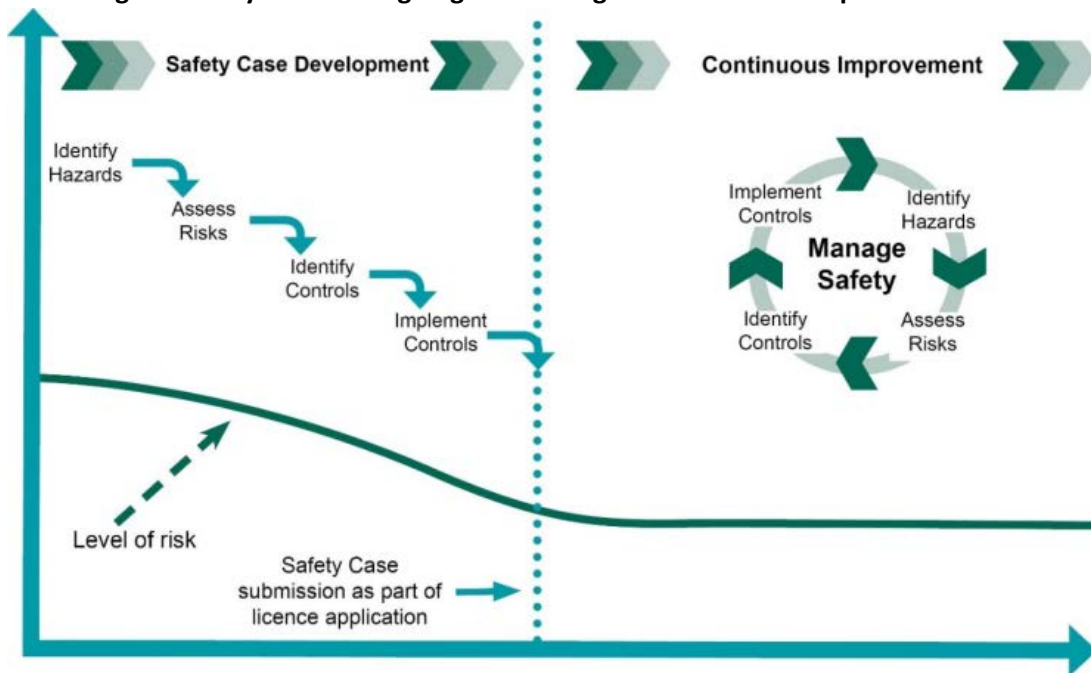 Safety Case Development
Continuous Improvement
Identify
Hazards
Assess
Risks
Identify
Controls
Implement
Controls
Implement
Controls
Identify
Hazards
Manage
Safety
Identify
Controls
Assess
Risks
Level of risk
Safety Case
submission as part of
licence application